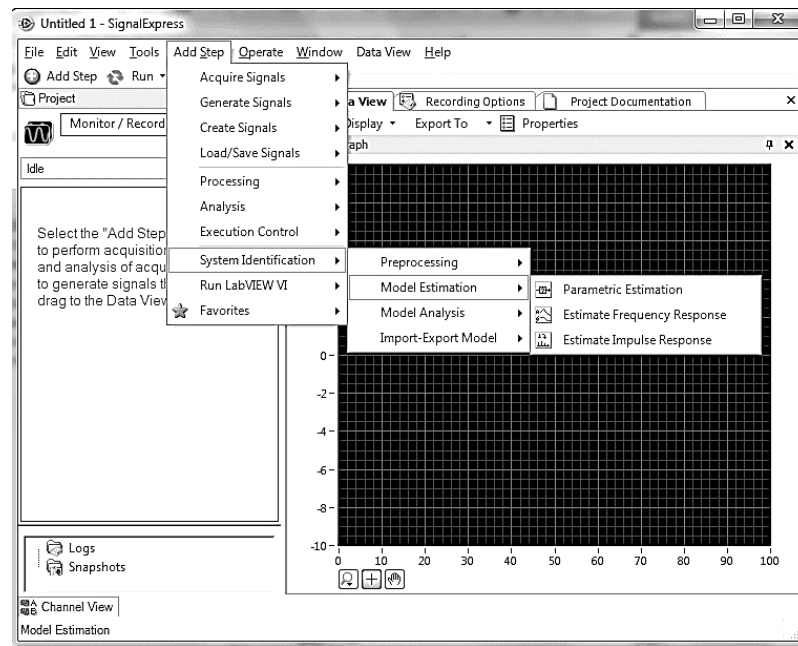 Untitled 1 - SignalExpress
File Edit View Tools Add Step Operate Window Data View Help
Add Step Run
Project
Monitor / Record
Idle
Select the "Add Step
to perform acquisition
and analysis of acqu
to generate signals t
drag to the Data View
Acquire Signals
Generate Signals
Create Signals
Load/Save Signals
Processing
Analysis
Execution Control
System Identification
Run LabVIEW VI
Favorites
Preprocessing
Model Estimation
Model Analysis
Import-Export Model
Parametric Estimation
Estimate Frequency Response
Estimate Impulse Response
a View Recording Options Project Documentation
Display Export To Properties
aph
0
-2
-4
-6
-8
-10
0 10 20 30 40 50 60 70 80 90 100
Logs
Snapshots
Channel View
Model Estimation